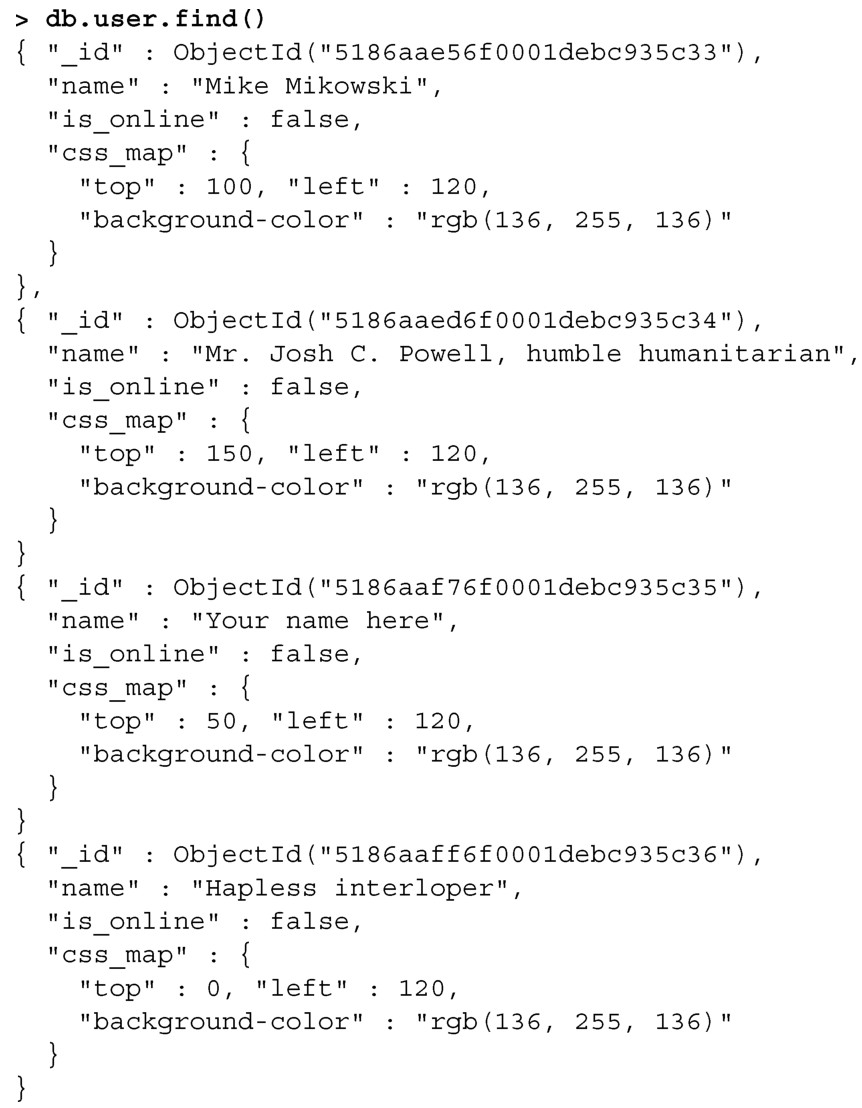 > db.user.find()
{ "_id" : ObjectId("5186aae56f0001debc935c33"),
  "name" : "Mike Mikowski",
  "is_online" : false,
  "css_map" : {
    "top" : 100, "left" : 120,
    "background-color" : "rgb(136, 255, 136)"
  }
},
{ "_id" : ObjectId("5186aaed6f0001debc935c34"),
  "name" : "Mr. Josh C. Powell, humble humanitarian",
  "is_online" : false,
  "css_map" : {
    "top" : 150, "left" : 120,
    "background-color" : "rgb(136, 255, 136)"
  }
}
{ "_id" : ObjectId("5186aaf76f0001debc935c35"),
  "name" : "Your name here",
  "is_online" : false,
  "css_map" : {
    "top" : 50, "left" : 120,
    "background-color" : "rgb(136, 255, 136)"
  }
}
{ "_id" : ObjectId("5186aaff6f0001debc935c36"),
  "name" : "Hapless interloper",
  "is_online" : false,
  "css_map" : {
    "top" : 0, "left" : 120,
    "background-color" : "rgb(136, 255, 136)"
  }
}